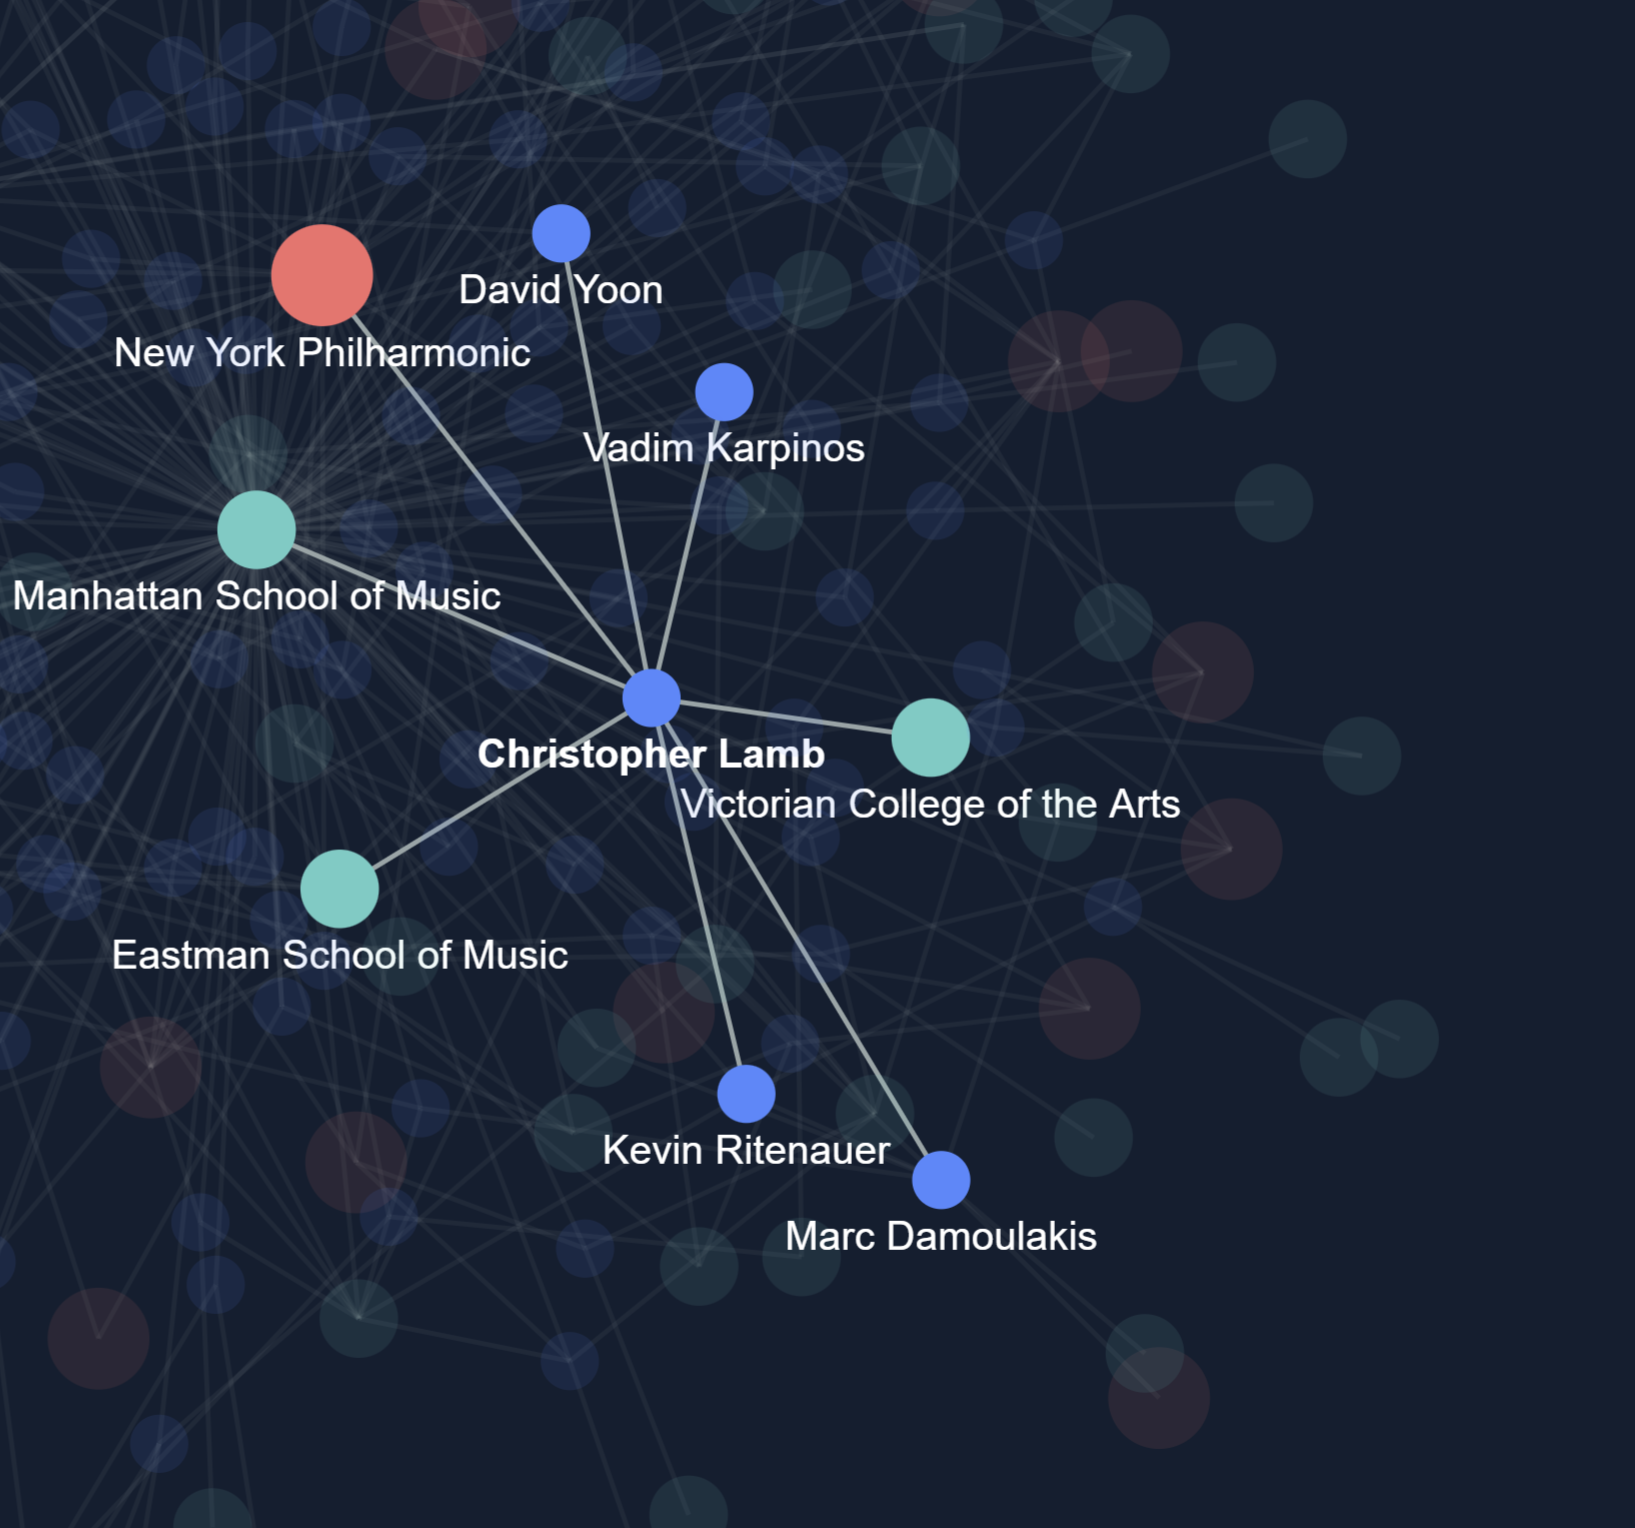 David Yoon
New York Philharmonic
Vadim Karpinos
Manhattan School of Music
Christopher Lamb
Victorian College of the Arts
Eastman School of Music
Kevin Ritenauer
Marc Damoulakis